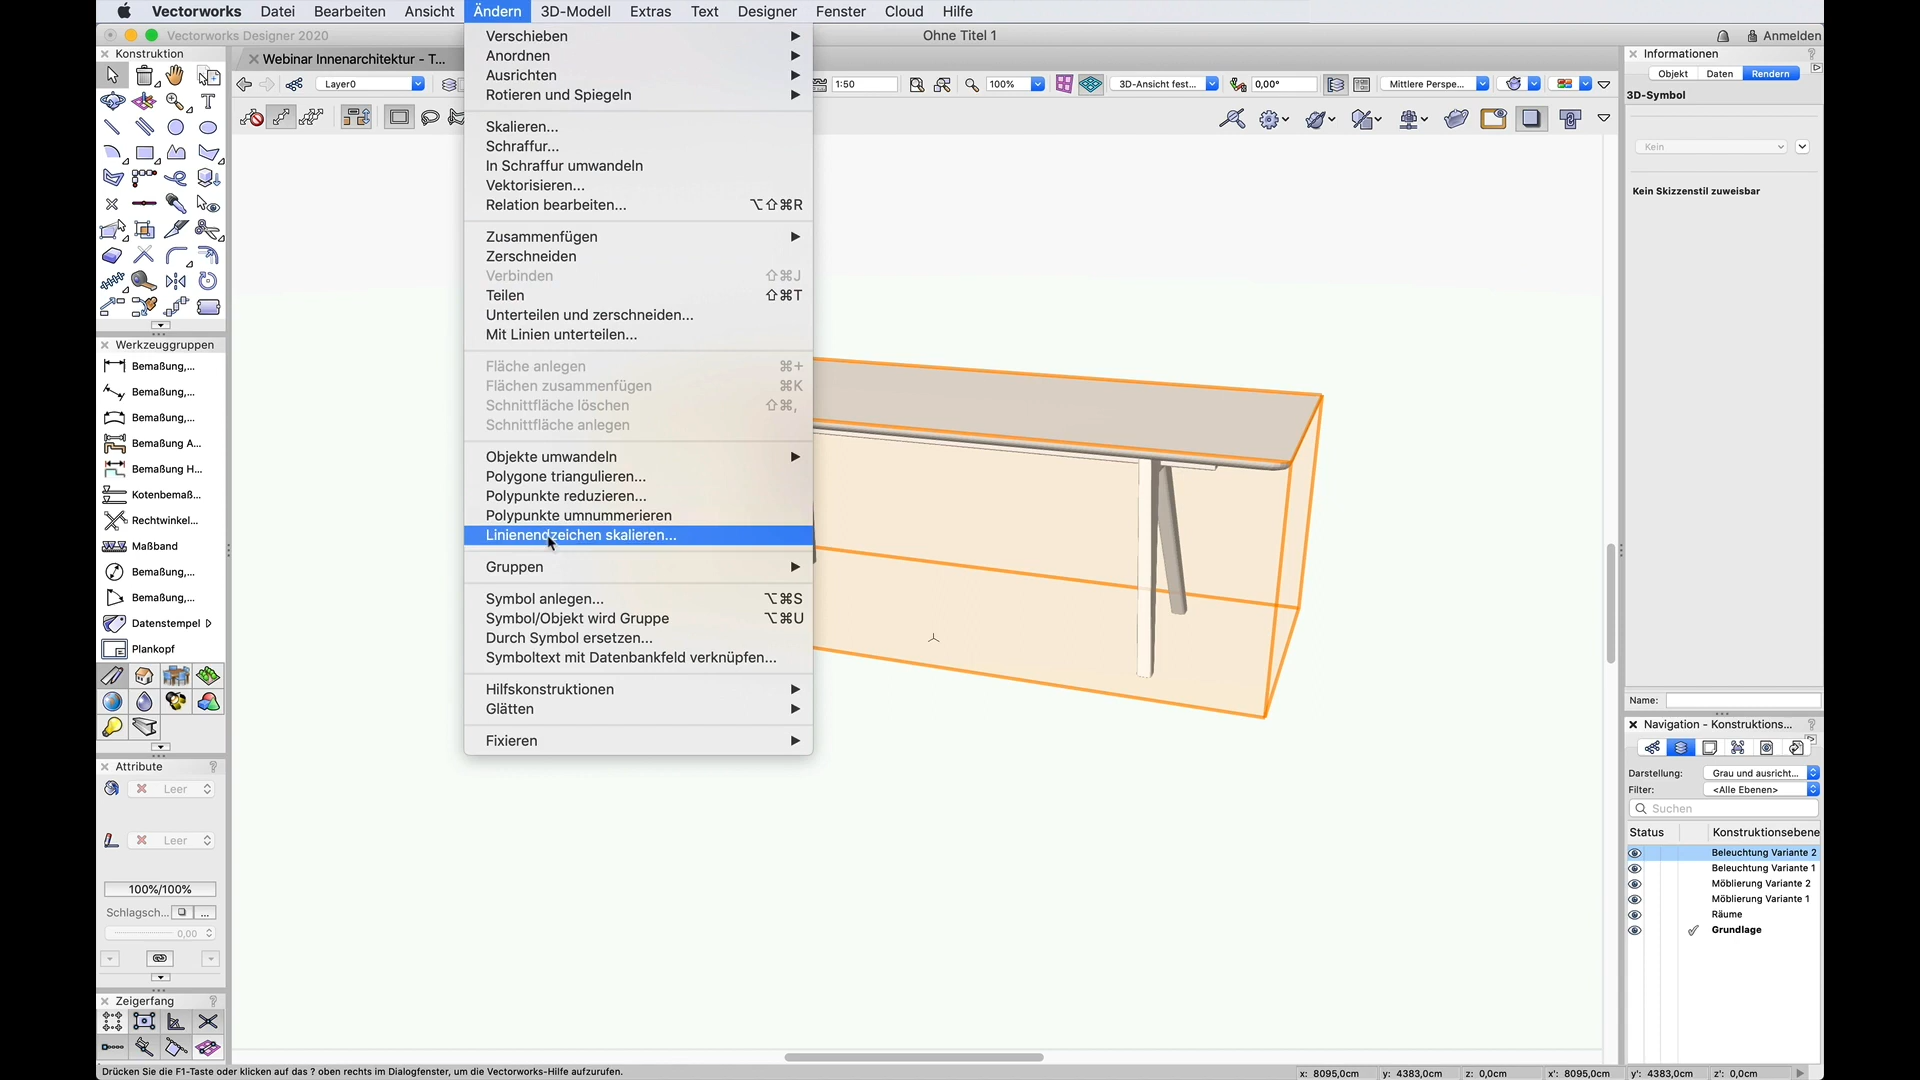 Vectorworks Datei Bearbeiten Ansicht Ändern 3D-Modell Extras Text Designer Fenster Cloud Hilfe
Vectorworks Designer 2020
Ohne Titel 1
Anmelden
Konstruktion
Webinar Innenarchitektur - T...
Layer0
1:50
100%
3D-Ansicht fest...
0,00°
Mittlere Perspe...
Verschieben
Anordnen
Ausrichten
Rotieren und Spiegeln
Skalieren...
Schraffur...
In Schraffur umwandeln
Vektorisieren...
Relation bearbeiten... ⌥⇧⌘R
Zusammenfügen
Zerschneiden
Verbinden ⇧⌘J
Teilen ⇧⌘T
Unterteilen und zerschneiden...
Mit Linien unterteilen...
Fläche anlegen ⌘+
Flächen zusammenfügen ⌘K
Schnittfläche löschen ⇧⌘,
Schnittfläche anlegen
Objekte umwandeln
Polygone triangulieren...
Polypunkte reduzieren...
Polypunkte umnummerieren
Linienendzeichen skalieren...
Gruppen
Symbol anlegen... ⌥⌘S
Symbol/Objekt wird Gruppe ⌥⌘U
Durch Symbol ersetzen...
Symboltext mit Datenbankfeld verknüpfen...
Hilfskonstruktionen
Glätten
Fixieren
Werkzeuggruppen
Bemaßung,...
Bemaßung,...
Bemaßung,...
Bemaßung A...
Bemaßung H...
Kotenbemaß...
Rechtwinkel...
Maßband
Bemaßung,...
Bemaßung,...
Datenstempel
Plankopf
Attribute ?
Leer
Leer
100%/100%
Schlagsch... ...
0,00
Zeigerfang ?
Informationen ?
Objekt Daten Rendern
3D-Symbol
Kein
Kein Skizzenstil zuweisbar
Name:
Navigation - Konstruktions... ?
Darstellung: Grau und ausricht...
Filter: <Alle Ebenen>
Suchen
Status Konstruktionsebene
Beleuchtung Variante 2
Beleuchtung Variante 1
Möblierung Variante 2
Möblierung Variante 1
Räume
Grundlage
Drücken Sie die F1-Taste oder klicken auf das ? oben rechts im Dialogfenster, um die Vectorworks-Hilfe aufzurufen.
x: 8095,0cm y: 4383,0cm z: 0,0cm x': 8095,0cm y': 4383,0cm z': 0,0cm